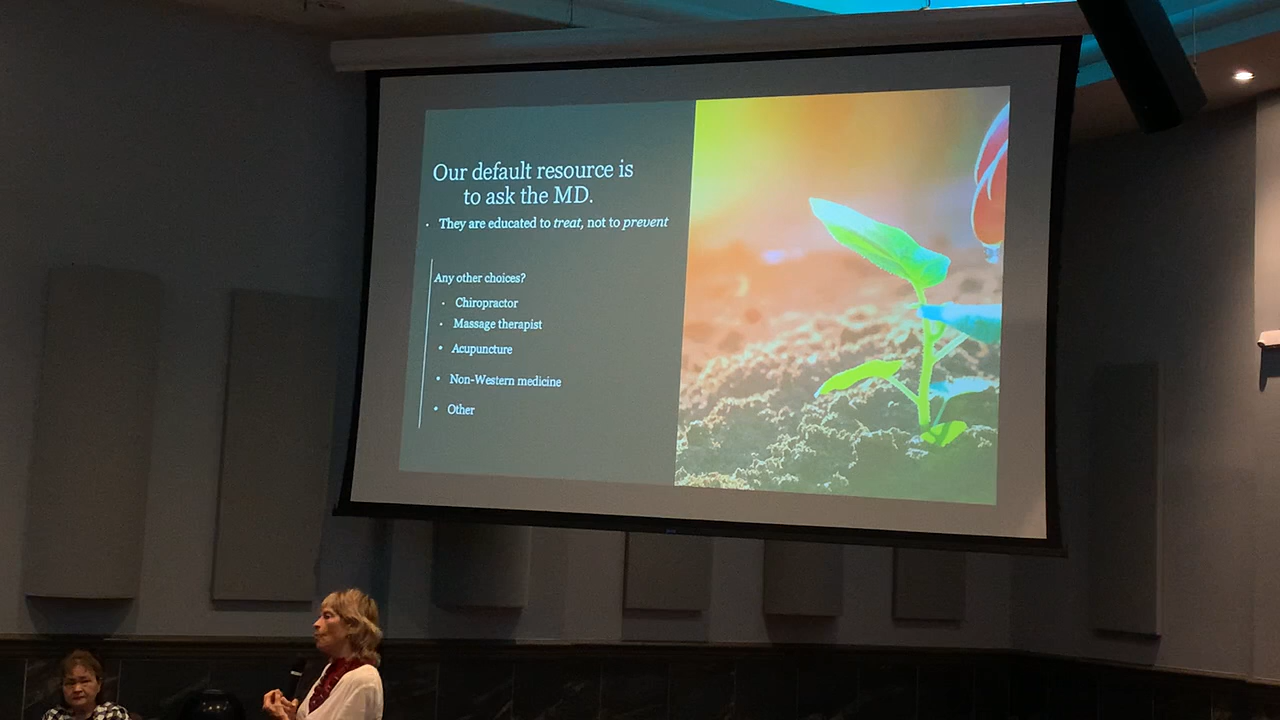 Our default resource is
to ask the MD.
• They are educated to treat, not to prevent
Any other choices?
• Chiropractor
• Massage therapist
• Acupuncture
• Non-Western medicine
• Other